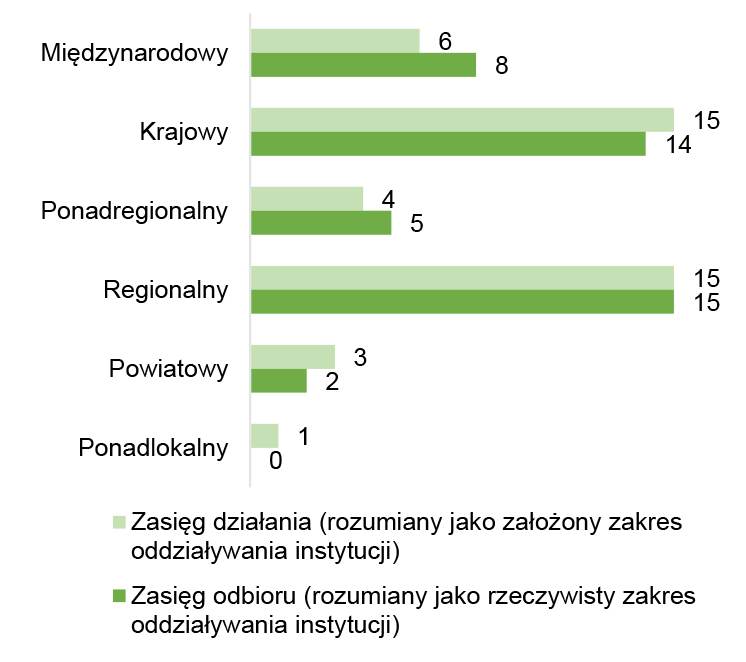 Międzynarodowy
6
8
Krajowy
15
14
Ponadregionalny
4
5
Regionalny
15
15
Powiatowy
3
2
Ponadlokalny
1
0
Zasięg działania (rozumiany jako założony zakres
oddziaływania instytucji)
Zasięg odbioru (rozumiany jako rzeczywisty zakres
oddziaływania instytucji)